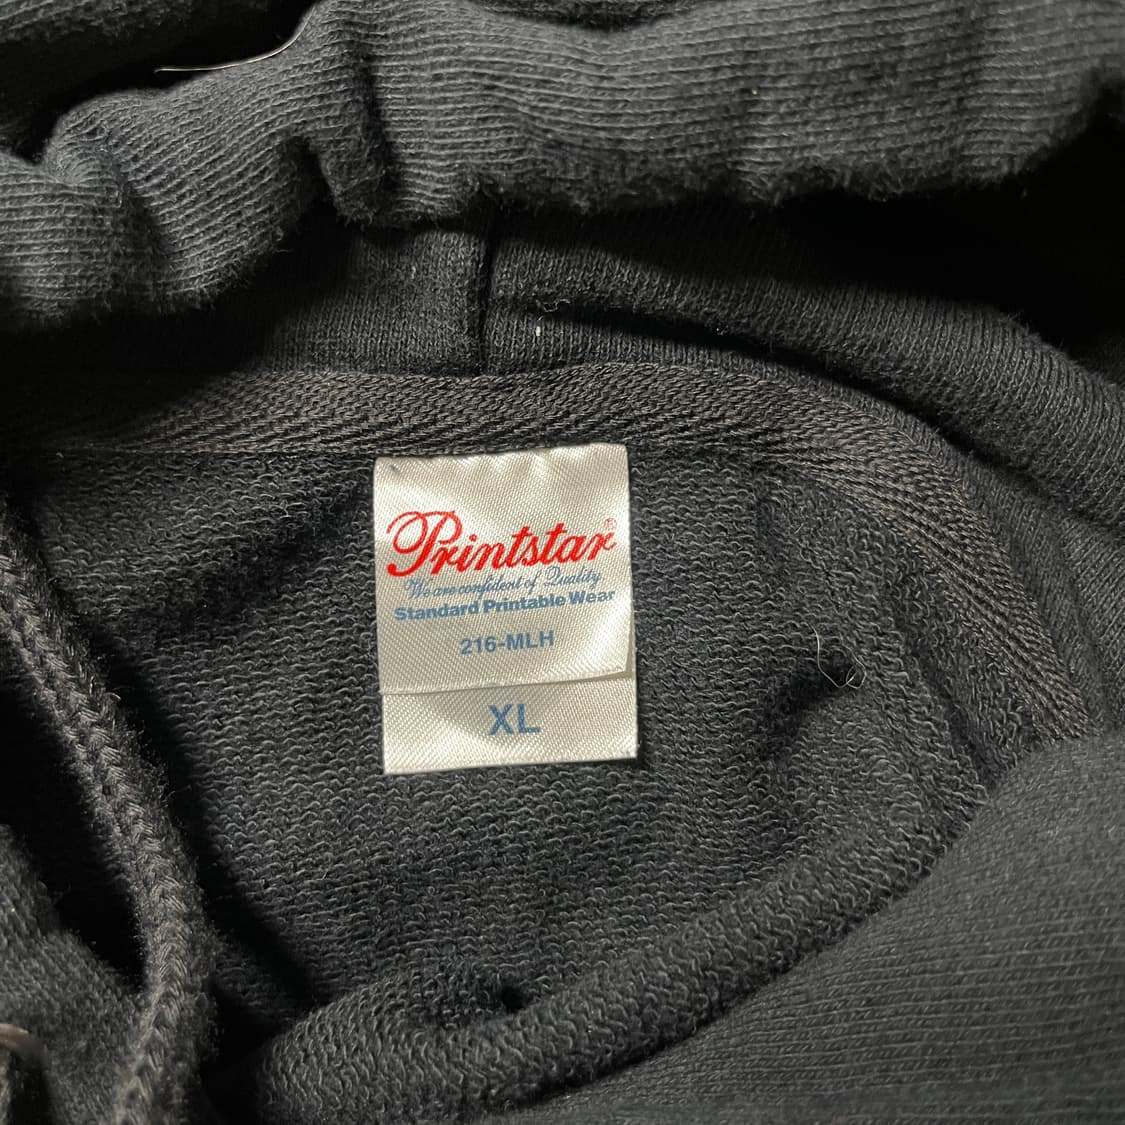 Printstar®
We are confident of Quality
Standard Printable Wear
216-MLH
XL